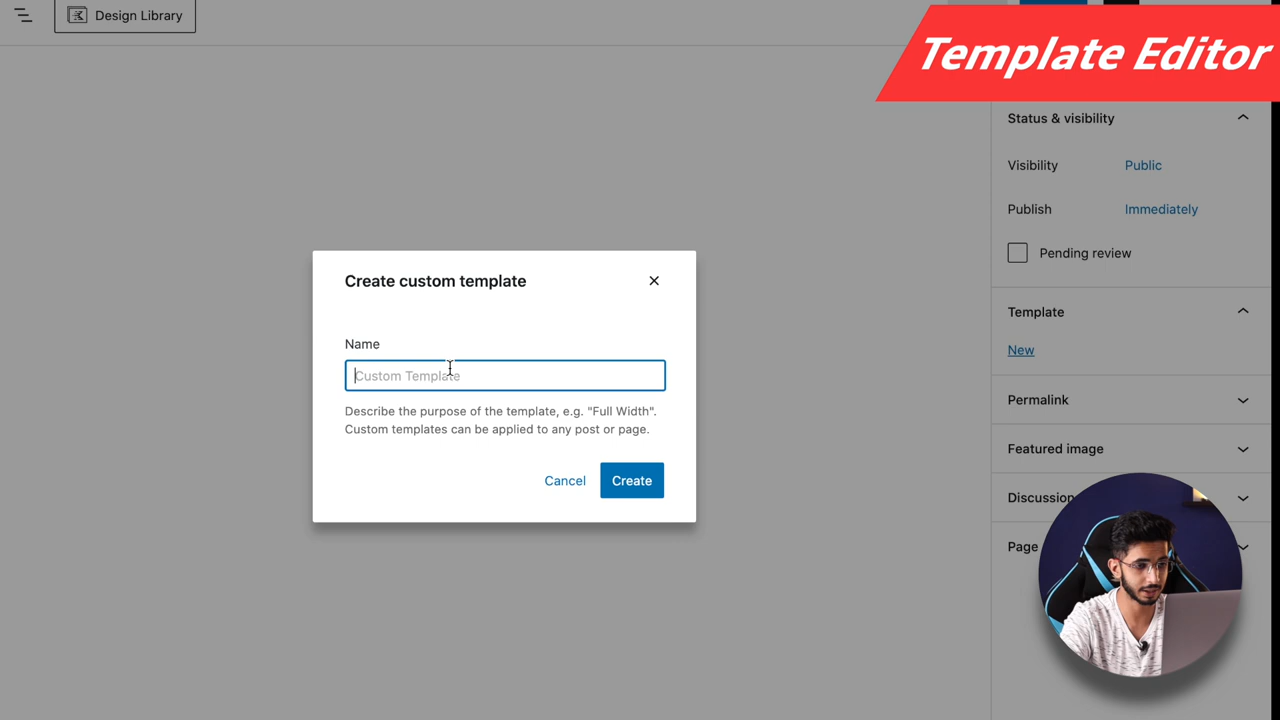 Design Library
Template Editor
Status & visibility
Visibility
Public
Publish
Immediately
Pending review
Template
New
Permalink
Featured image
Discussion
Page
Create custom template
Name
Custom Template
Describe the purpose of the template, e.g. "Full Width".
Custom templates can be applied to any post or page.
Cancel
Create